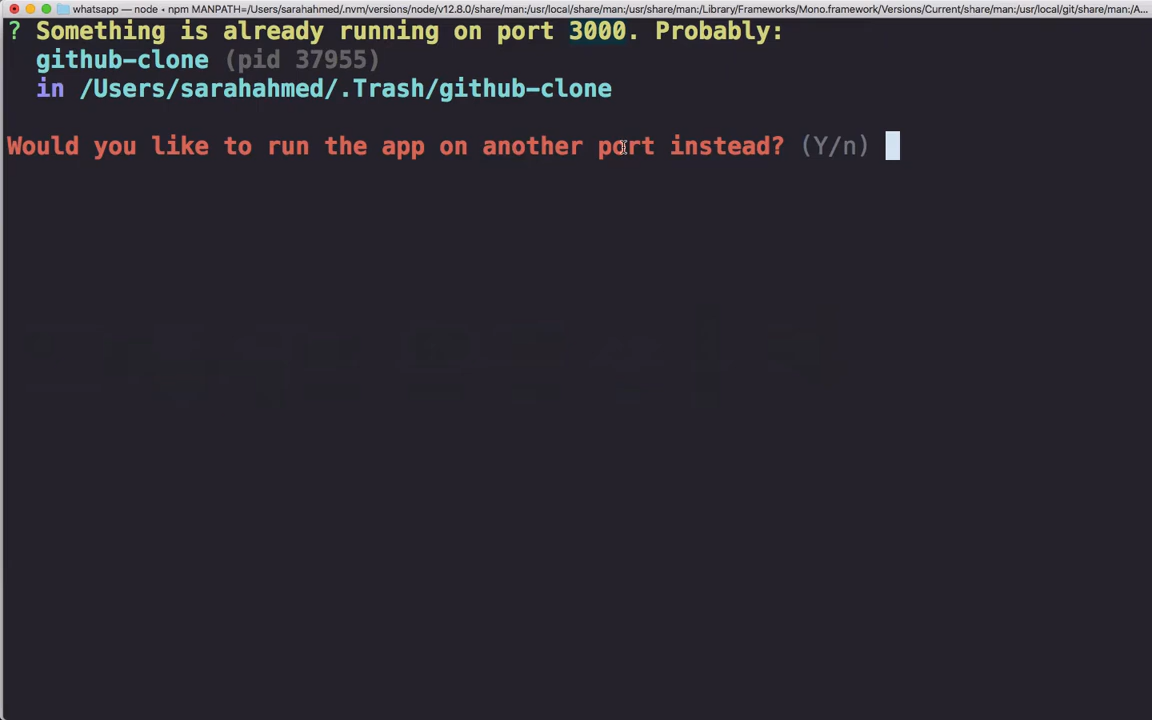 whatsapp — node • npm MANPATH=/Users/sarahahmed/.nvm/versions/node/v12.8.0/share/man:/usr/local/share/man:/usr/share/man:/Library/Frameworks/Mono.framework/Versions/Current/share/man:/usr/local/git/share/man:/A...
? Something is already running on port 3000. Probably:
github-clone (pid 37955)
in /Users/sarahahmed/.Trash/github-clone
Would you like to run the app on another port instead? (Y/n)